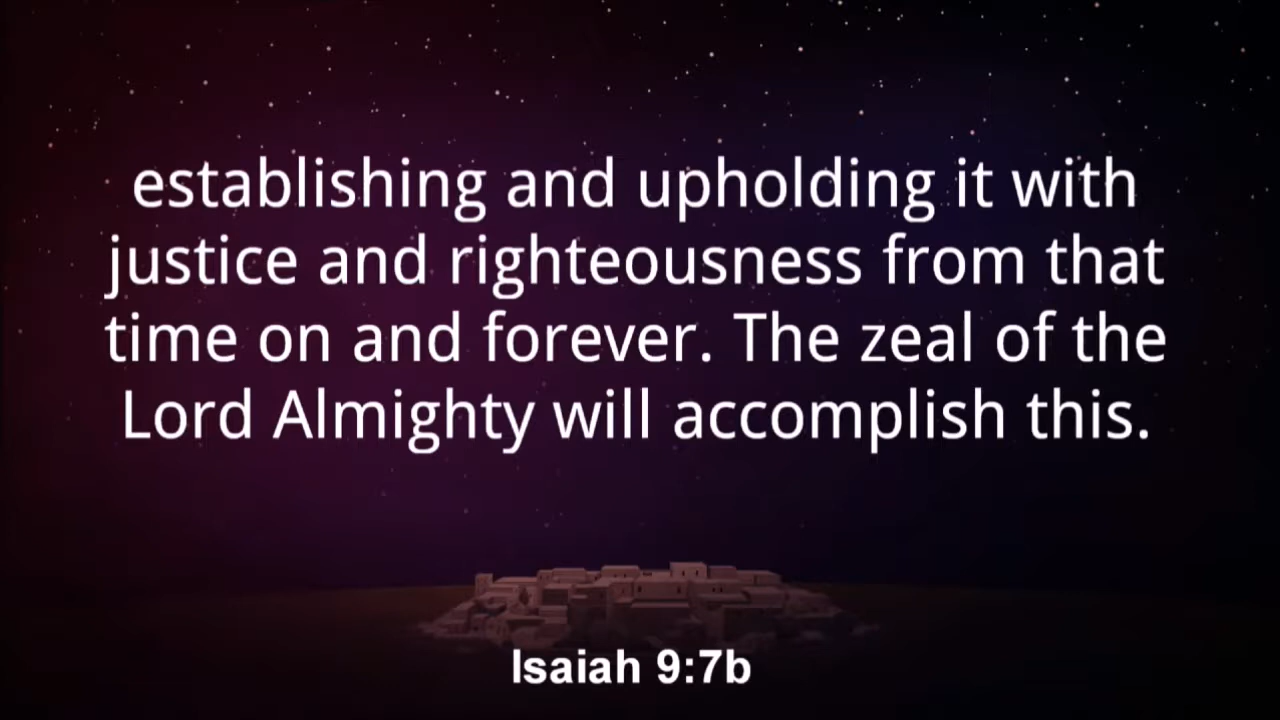 establishing and upholding it with
justice and righteousness from that
time on and forever. The zeal of the
Lord Almighty will accomplish this.
Isaiah 9:7b